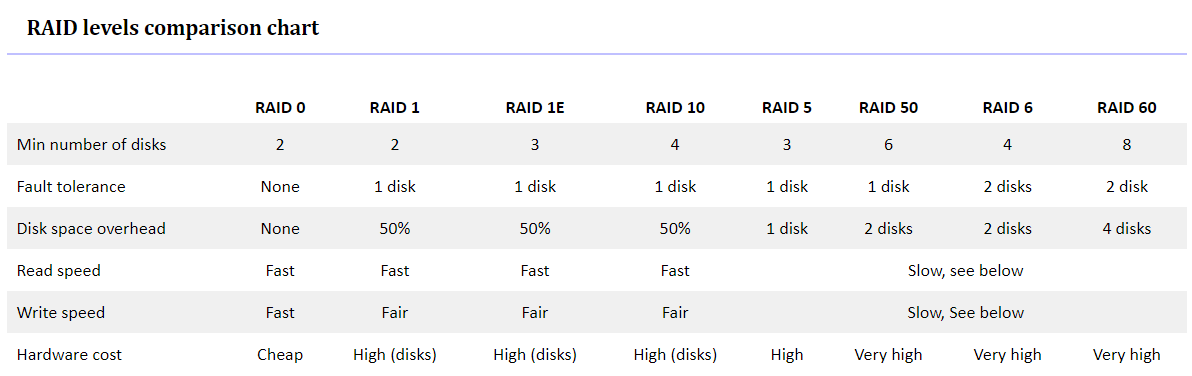 RAID levels comparison chart
RAID 0 RAID 1 RAID 1E RAID 10 RAID 5 RAID 50 RAID 6 RAID 60
Min number of disks 2 2 3 4 3 6 4 8
Fault tolerance None 1 disk 1 disk 1 disk 1 disk 1 disk 2 disks 2 disk
Disk space overhead None 50% 50% 50% 1 disk 2 disks 2 disks 4 disks
Read speed Fast Fast Fast Fast Slow, see below
Write speed Fast Fair Fair Fair Slow, See below
Hardware cost Cheap High (disks) High (disks) High (disks) High Very high Very high Very high